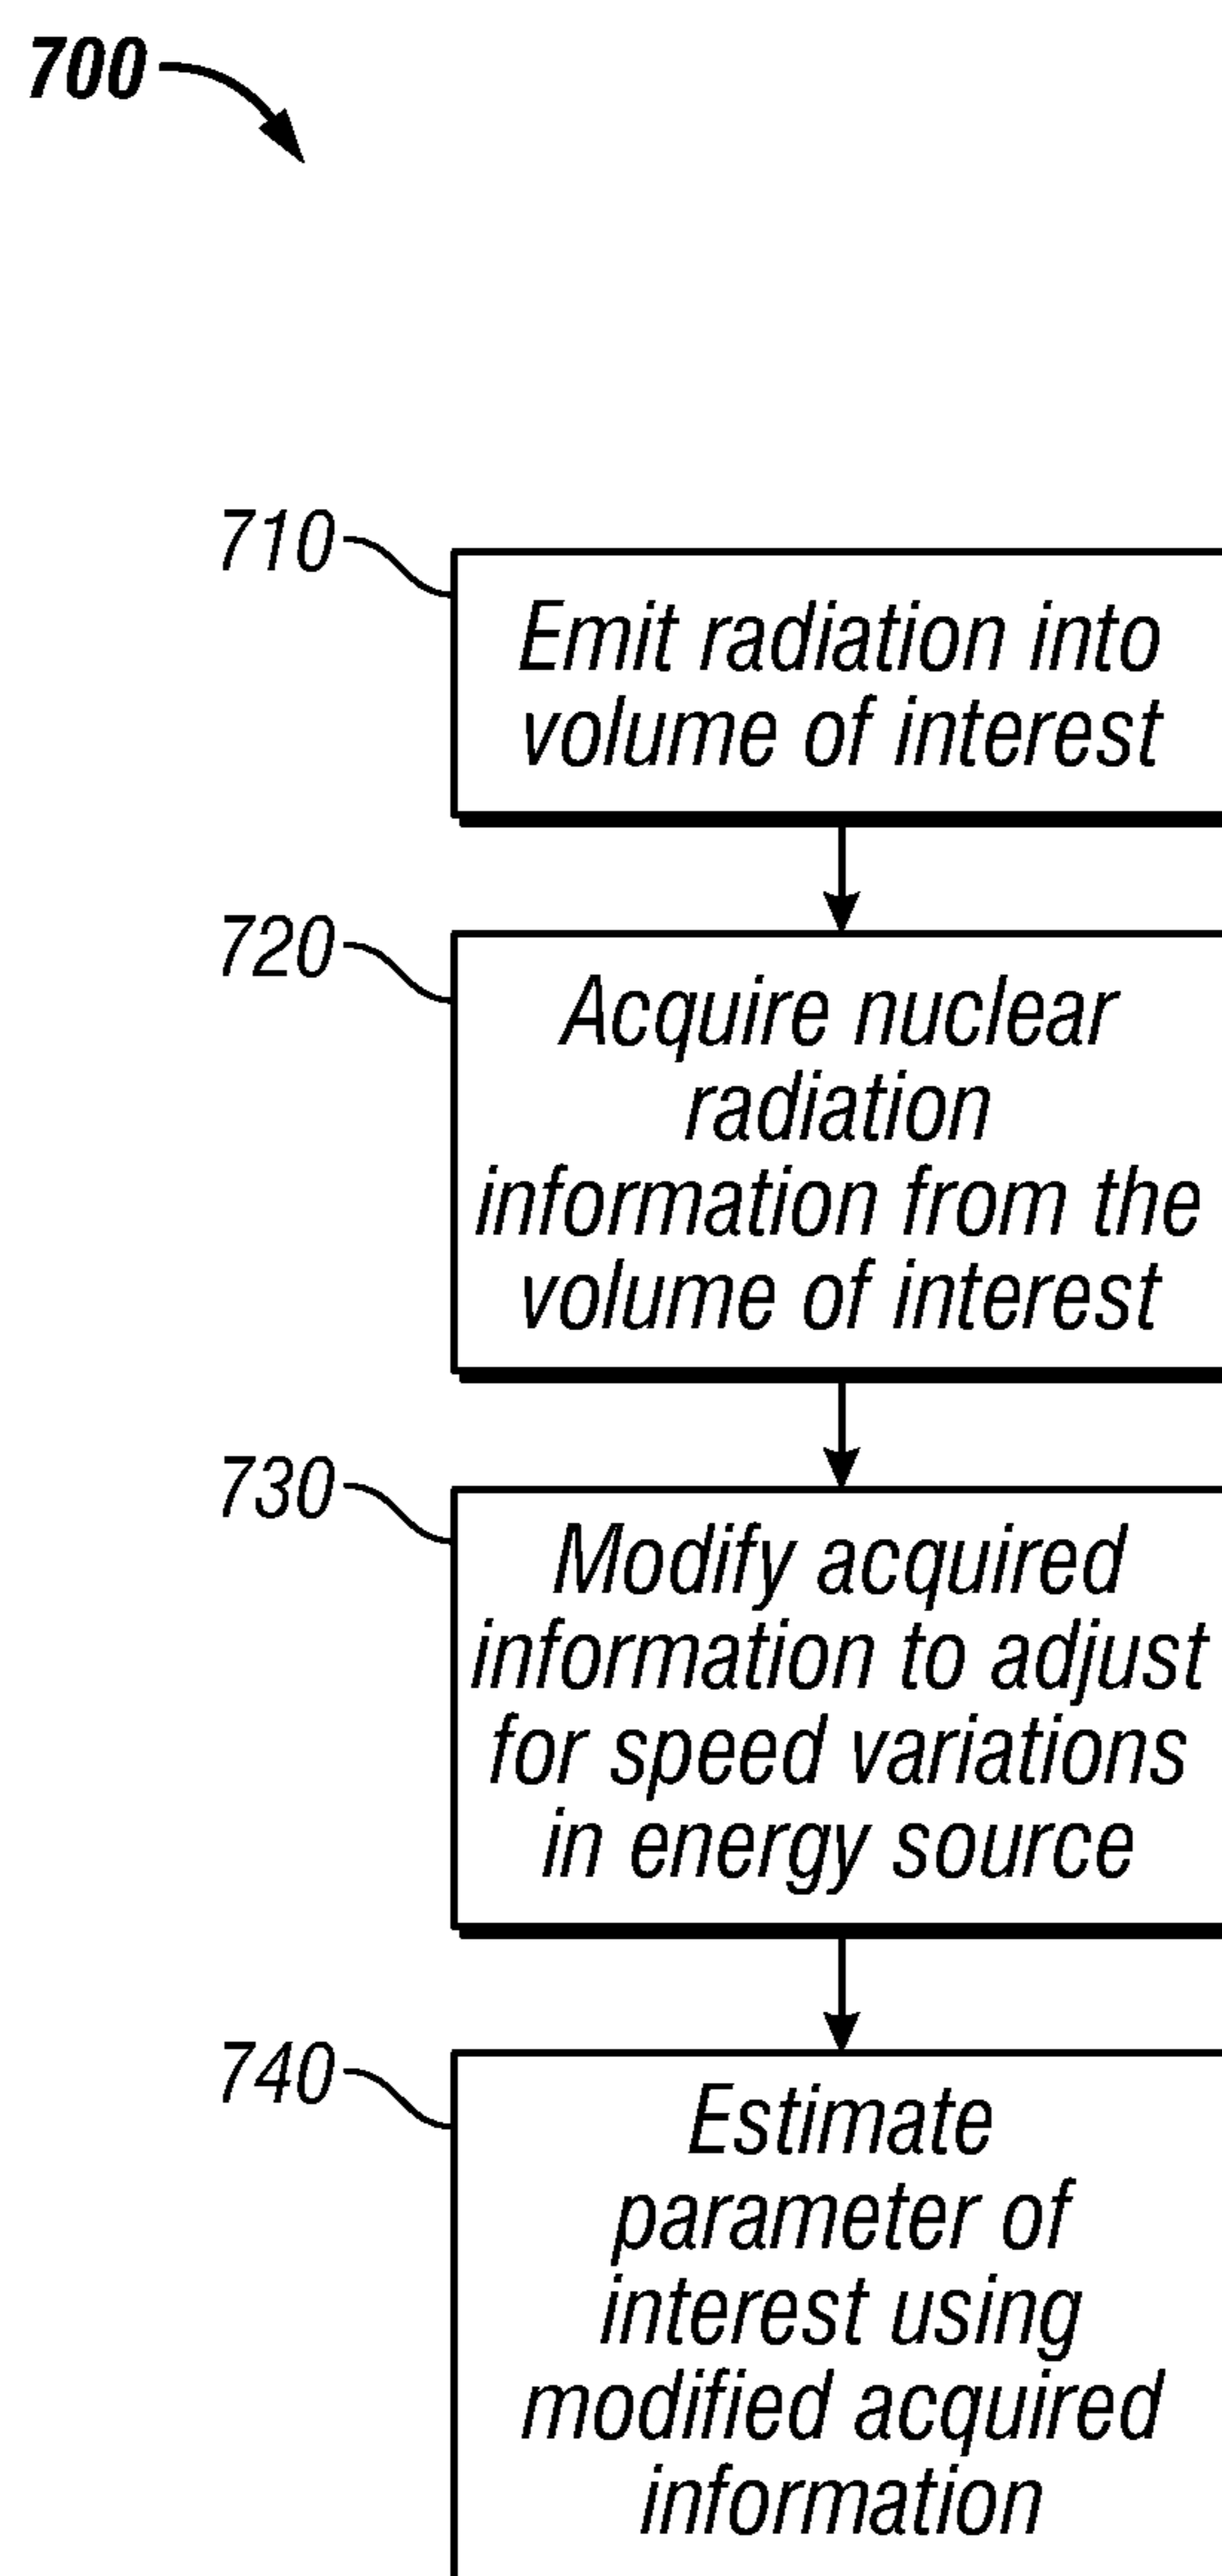 700
710
Emit radiation into
volume of interest
720
Acquire nuclear
radiation
information from the
volume of interest
730
Modify acquired
information to adjust
for speed variations
in energy source
740
Estimate
parameter of
interest using
modified acquired
information